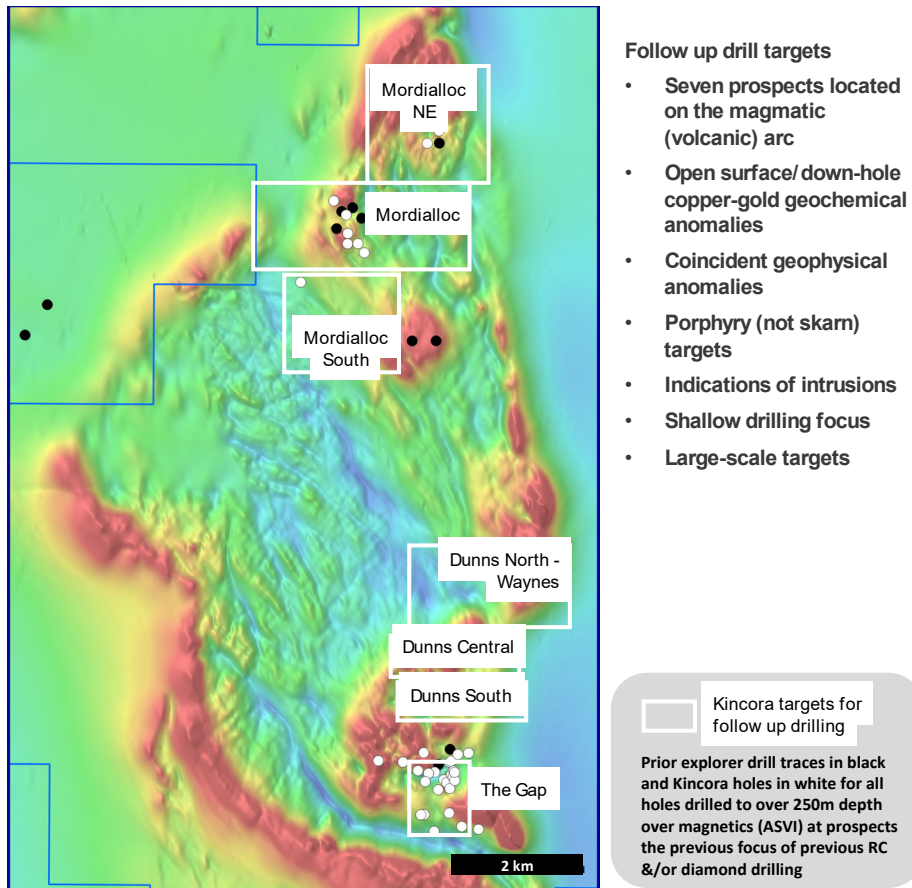 Mordialloc
NE
Mordialloc
Mordialloc
South
Dunns North -
Waynes
Dunns Central
Dunns South
The Gap
2 km
Follow up drill targets
• Seven prospects located
on the magmatic
(volcanic) arc
• Open surface/ down-hole
copper-gold geochemical
anomalies
• Coincident geophysical
anomalies
• Porphyry (not skarn)
targets
• Indications of intrusions
• Shallow drilling focus
• Large-scale targets
Kincora targets for
follow up drilling
Prior explorer drill traces in black
and Kincora holes in white for all
holes drilled to over 250m depth
over magnetics (ASVI) at prospects
the previous focus of previous RC
&/or diamond drilling